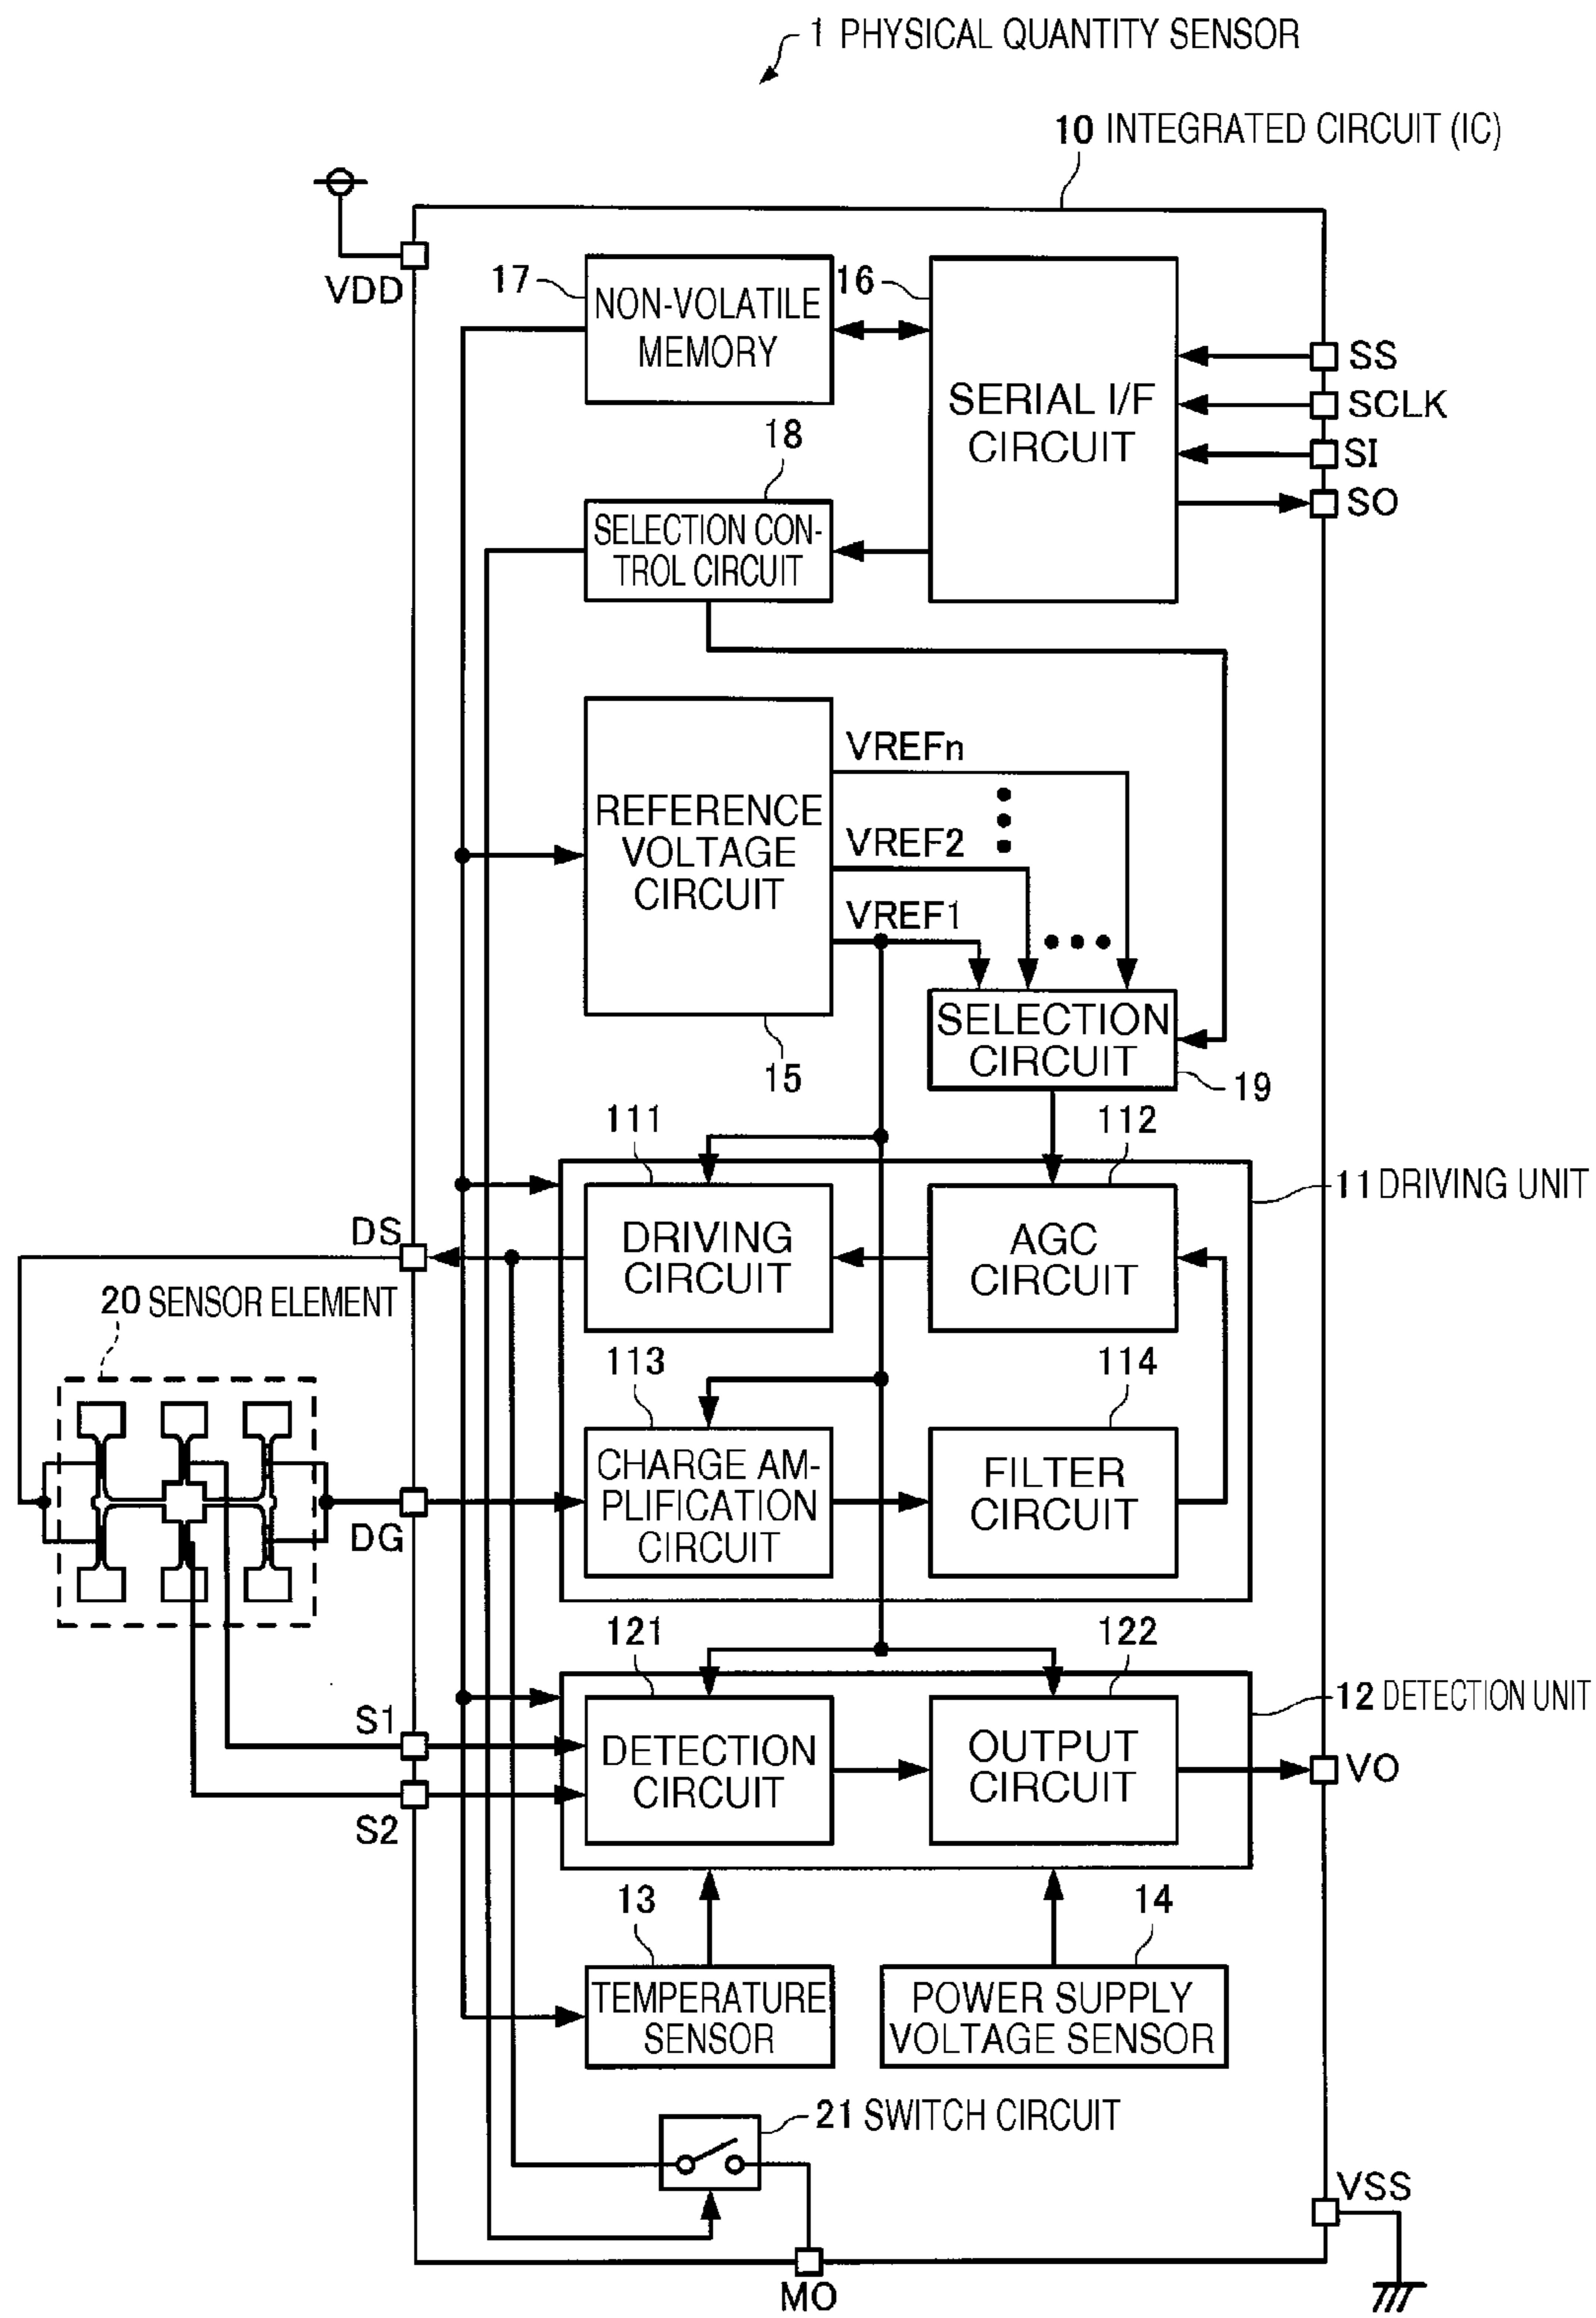 1 PHYSICAL QUANTITY SENSOR
10 INTEGRATED CIRCUIT (IC)
VDD
17
NON-VOLATILE
MEMORY
16
SERIAL I/F
CIRCUIT
SS
SCLK
SI
SO
18
SELECTION CON-
TROL CIRCUIT
REFERENCE
VOLTAGE
CIRCUIT
15
VREFn
VREF2
VREF1
SELECTION
CIRCUIT
19
111
DRIVING
CIRCUIT
112
AGC
CIRCUIT
11 DRIVING UNIT
DS
20 SENSOR ELEMENT
113
CHARGE AM-
PLIFICATION
CIRCUIT
114
FILTER
CIRCUIT
DG
121
DETECTION
CIRCUIT
122
OUTPUT
CIRCUIT
12 DETECTION UNIT
S1
S2
VO
13
TEMPERATURE
SENSOR
14
POWER SUPPLY
VOLTAGE SENSOR
21 SWITCH CIRCUIT
VSS
MO